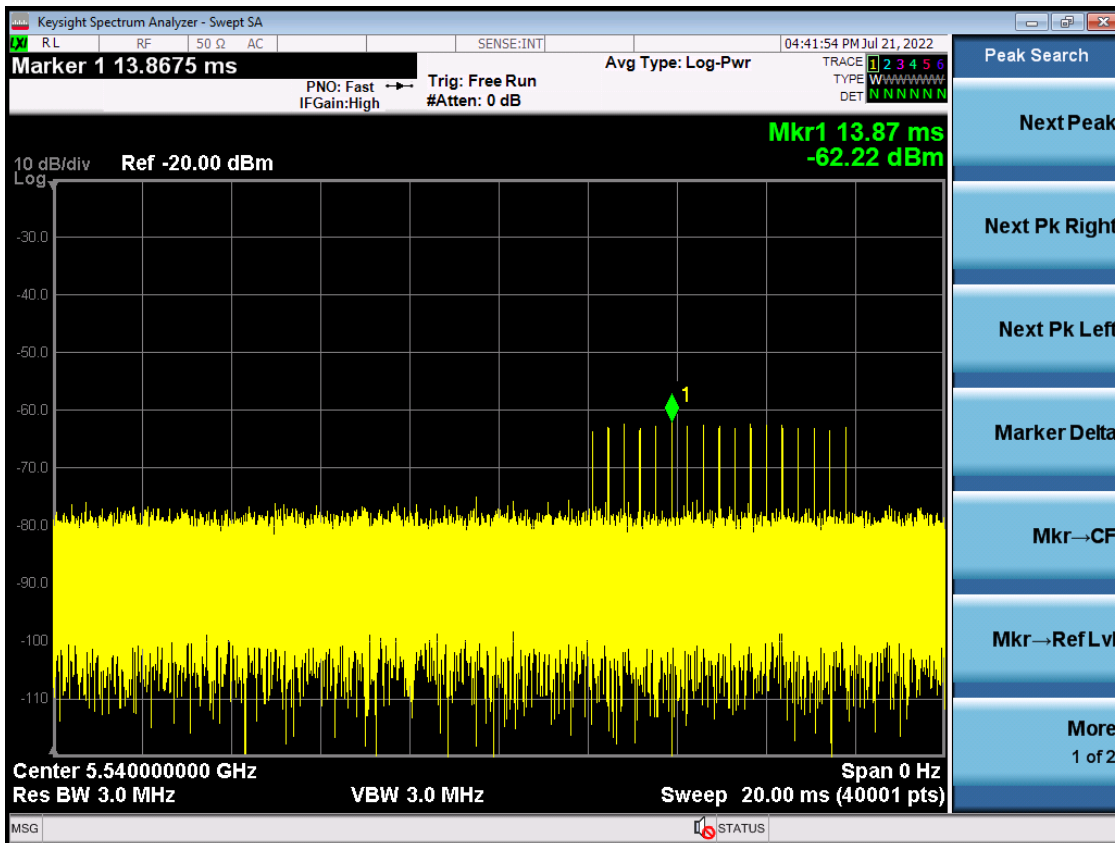 Keysight Spectrum Analyzer - Swept SA
LXI RL RF 50 Ω AC SENSE:INT 04:41:54 PM Jul 21, 2022
Marker 1 13.8675 ms
PNO: Fast
IFGain:High
Trig: Free Run
#Atten: 0 dB
Avg Type: Log-Pwr
TRACE 1 2 3 4 5 6
TYPE WWWWWW
DET N N N N N N
Mkr1 13.87 ms
-62.22 dBm
10 dB/div Ref -20.00 dBm
Log
-30.0
-40.0
-50.0
-60.0
-70.0
-80.0
-90.0
-100
-110
1
Center 5.540000000 GHz Span 0 Hz
Res BW 3.0 MHz VBW 3.0 MHz Sweep 20.00 ms (40001 pts)
MSG STATUS
Peak Search
Next Peak
Next Pk Right
Next Pk Left
Marker Delta
Mkr→CF
Mkr→Ref Lvl
More
1 of 2